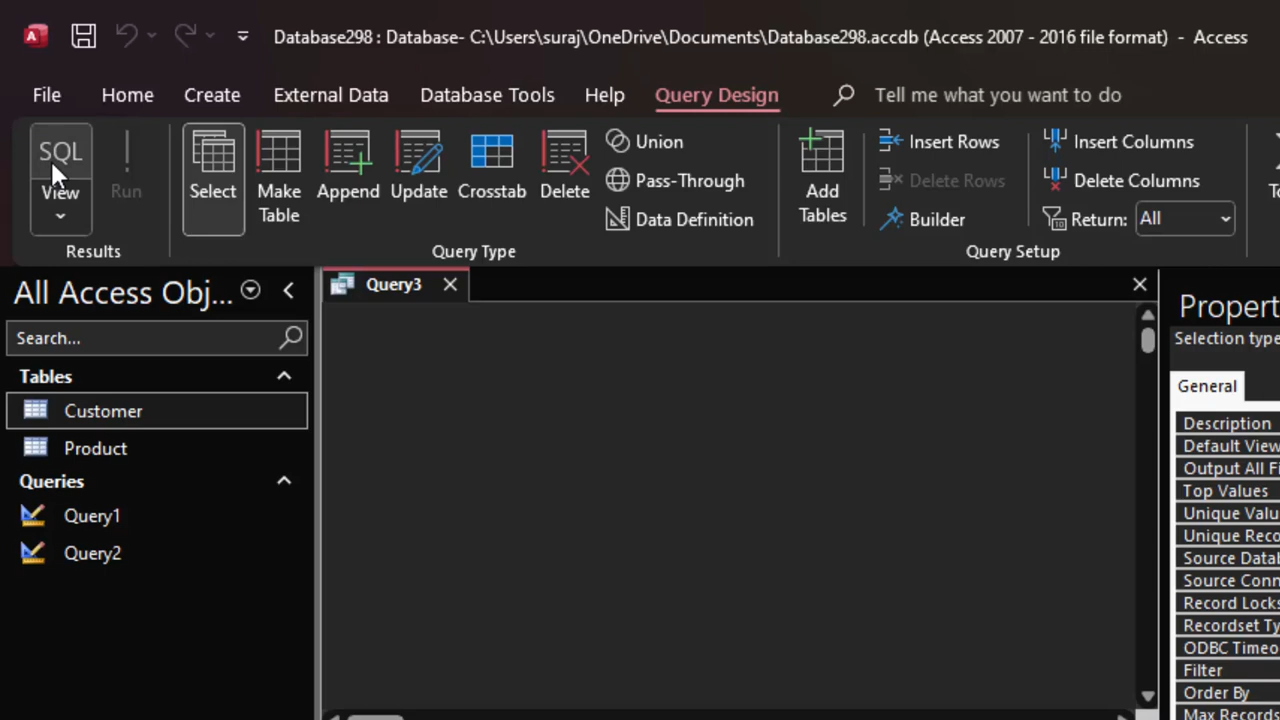 Database298 : Database- C:\Users\suraj\OneDrive\Documents\Database298.accdb (Access 2007 - 2016 file format) - Access
File Home Create External Data Database Tools Help Query Design Tell me what you want to do
SQL
View
Run
Results
Select
Make
Table
Append
Update
Crosstab
Delete
Union
Pass-Through
Data Definition
Query Type
Add
Tables
Insert Rows
Delete Rows
Builder
Insert Columns
Delete Columns
Return: All
Query Setup
All Access Obj...
Search...
Tables
Customer
Product
Queries
Query1
Query2
Query3
Propert
Selection type
General
Description
Default View
Output All Fi
Top Values
Unique Valu
Unique Reco
Source Datab
Source Conn
Record Locks
Recordset Ty
ODBC Timeo
Filter
Order By
Max Records